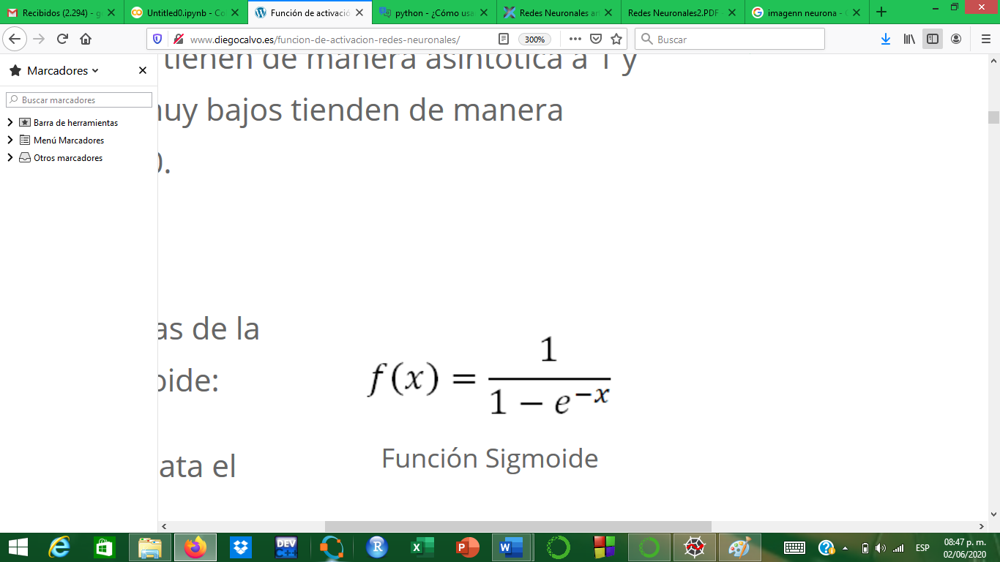 Recibidos (2.294) - g
Untitled0.ipynb - Co
Función de activació
python - ¿Cómo usa
Redes Neuronales ar
Redes Neuronales2.PDF
imagenn neurona -
www.diegocalvo.es/funcion-de-activacion-redes-neuronales/
300%
Buscar
Marcadores
Buscar marcadores
Barra de herramientas
Menú Marcadores
Otros marcadores
tienen de manera asintótica a 1 y
muy bajos tienden de manera
0.
as de la
oide:
f(x) = 1 / (1 − e^−x)
Función Sigmoide
ata el
DEV
ESP
08:47 p. m.
02/06/2020